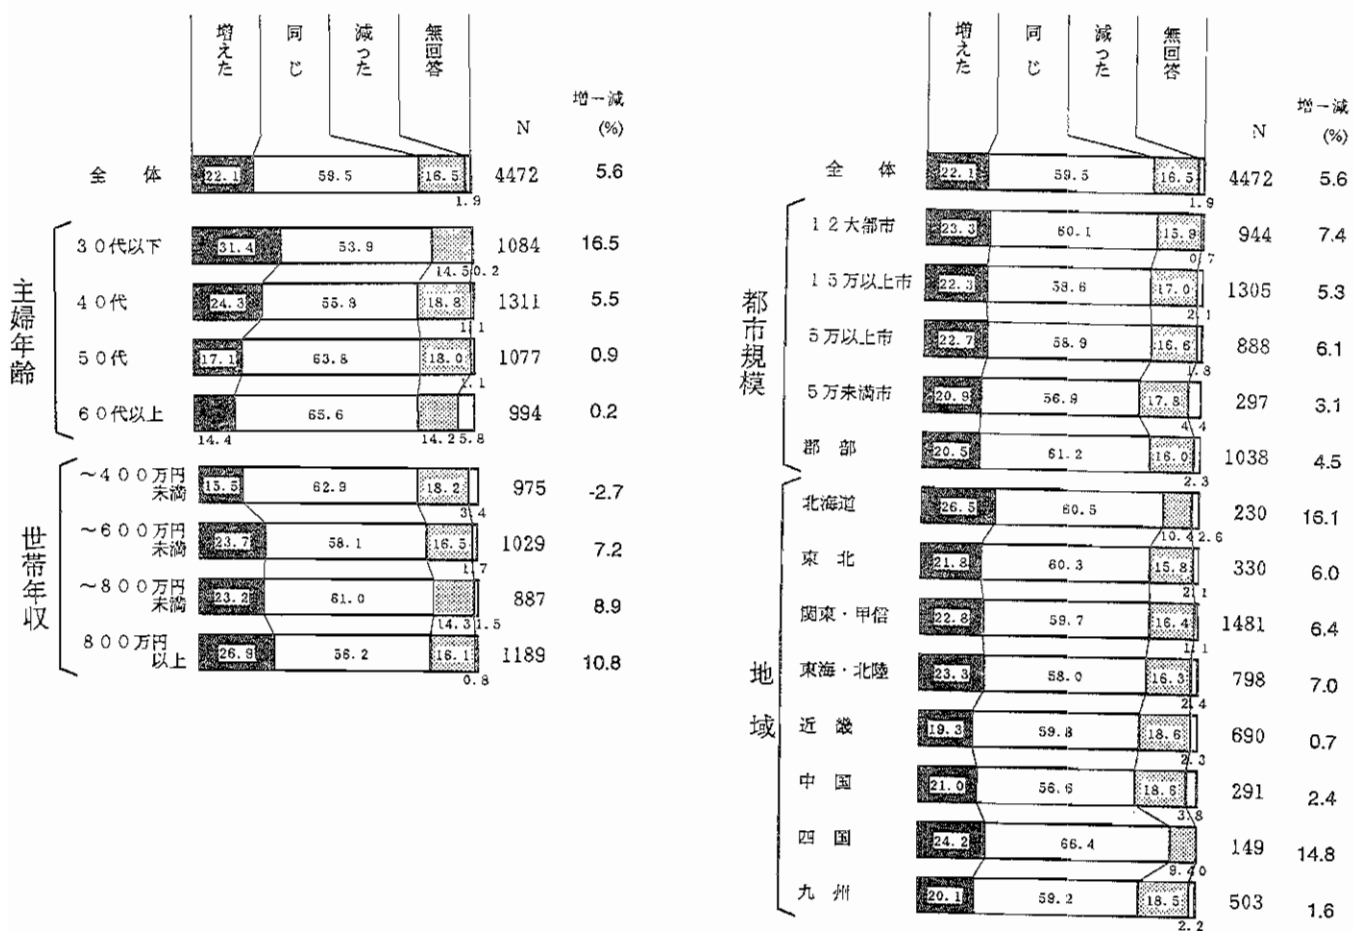 増えた 同じ 減った 無回答
N 増－減 (%)
全 体 22.1 59.5 16.5 1.9 4472 5.6
主婦年齢
３０代以下 31.4 53.9 14.5 0.2 1084 16.5
４０代 24.3 55.8 18.8 1.1 1311 5.5
５０代 17.1 63.8 18.0 1.1 1077 0.9
６０代以上 14.4 65.6 14.2 5.8 994 0.2
世帯年収
～４００万円未満 15.5 62.9 18.2 3.4 975 -2.7
～６００万円未満 23.7 58.1 16.5 1.7 1029 7.2
～８００万円未満 23.2 61.0 14.3 1.5 887 8.9
８００万円以上 26.9 56.2 16.1 0.8 1189 10.8
増えた 同じ 減った 無回答
N 増－減 (%)
全 体 22.1 59.5 16.5 1.9 4472 5.6
都市規模
１２大都市 23.3 60.1 15.9 0.7 944 7.4
１５万以上市 22.3 58.6 17.0 2.1 1305 5.3
５万以上市 22.7 58.9 16.6 1.8 888 6.1
５万未満市 20.9 56.9 17.8 4.4 297 3.1
郡 部 20.5 61.2 16.0 2.3 1038 4.5
地域
北海道 26.5 60.5 10.4 2.6 230 16.1
東 北 21.8 60.3 15.8 2.1 330 6.0
関東・甲信 22.8 59.7 16.4 1.1 1481 6.4
東海・北陸 23.3 58.0 16.3 2.4 798 7.0
近 畿 19.3 59.8 18.6 2.3 690 0.7
中 国 21.0 56.6 18.6 3.8 291 2.4
四 国 24.2 66.4 9.4 0 149 14.8
九 州 20.1 59.2 18.5 2.2 503 1.6